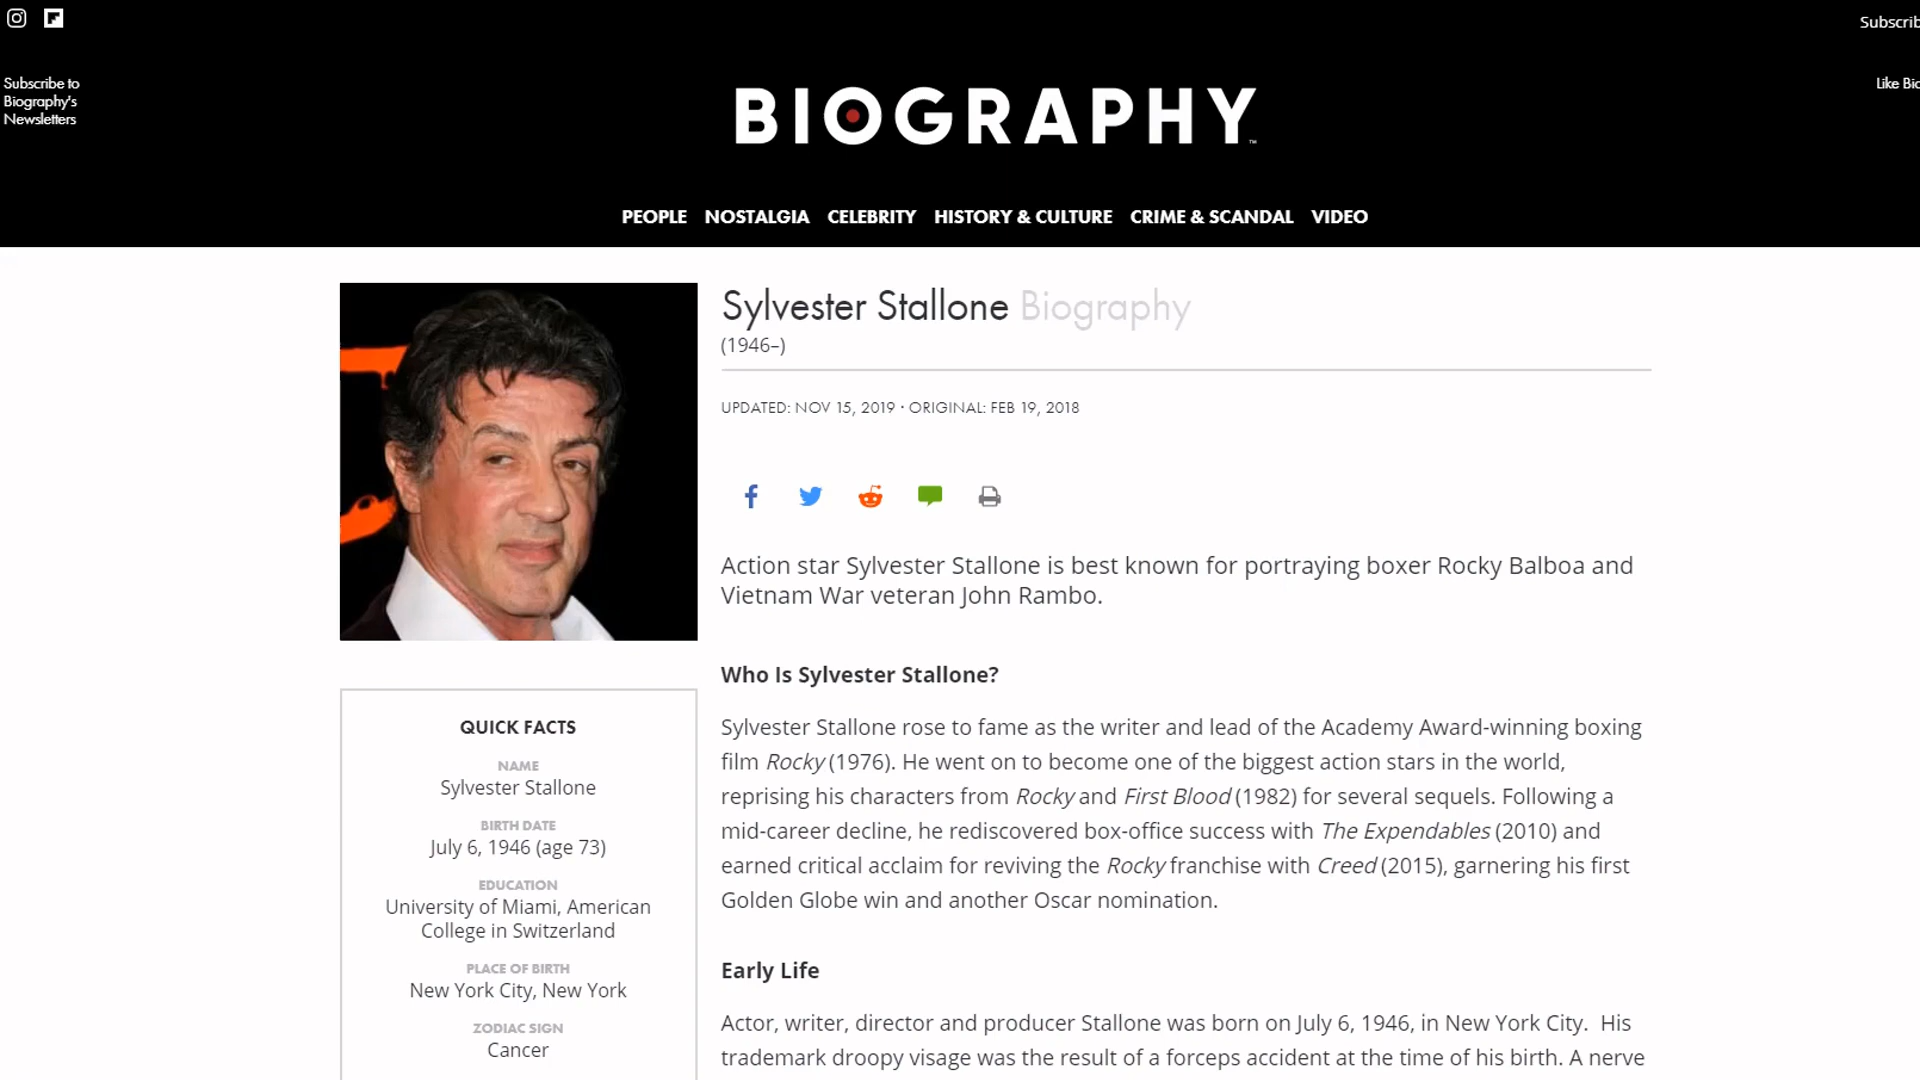 Subscribe to
Biography's
Newsletters
BIOGRAPHY™
PEOPLE NOSTALGIA CELEBRITY HISTORY & CULTURE CRIME & SCANDAL VIDEO
Sylvester Stallone Biography
(1946–)
UPDATED: NOV 15, 2019 · ORIGINAL: FEB 19, 2018
Action star Sylvester Stallone is best known for portraying boxer Rocky Balboa and
Vietnam War veteran John Rambo.
Who Is Sylvester Stallone?
Sylvester Stallone rose to fame as the writer and lead of the Academy Award-winning boxing
film Rocky (1976). He went on to become one of the biggest action stars in the world,
reprising his characters from Rocky and First Blood (1982) for several sequels. Following a
mid-career decline, he rediscovered box-office success with The Expendables (2010) and
earned critical acclaim for reviving the Rocky franchise with Creed (2015), garnering his first
Golden Globe win and another Oscar nomination.
Early Life
Actor, writer, director and producer Stallone was born on July 6, 1946, in New York City.  His
trademark droopy visage was the result of a forceps accident at the time of his birth. A nerve
QUICK FACTS
NAME
Sylvester Stallone
BIRTH DATE
July 6, 1946 (age 73)
EDUCATION
University of Miami, American
College in Switzerland
PLACE OF BIRTH
New York City, New York
ZODIAC SIGN
Cancer
Subscrib
Like Bio